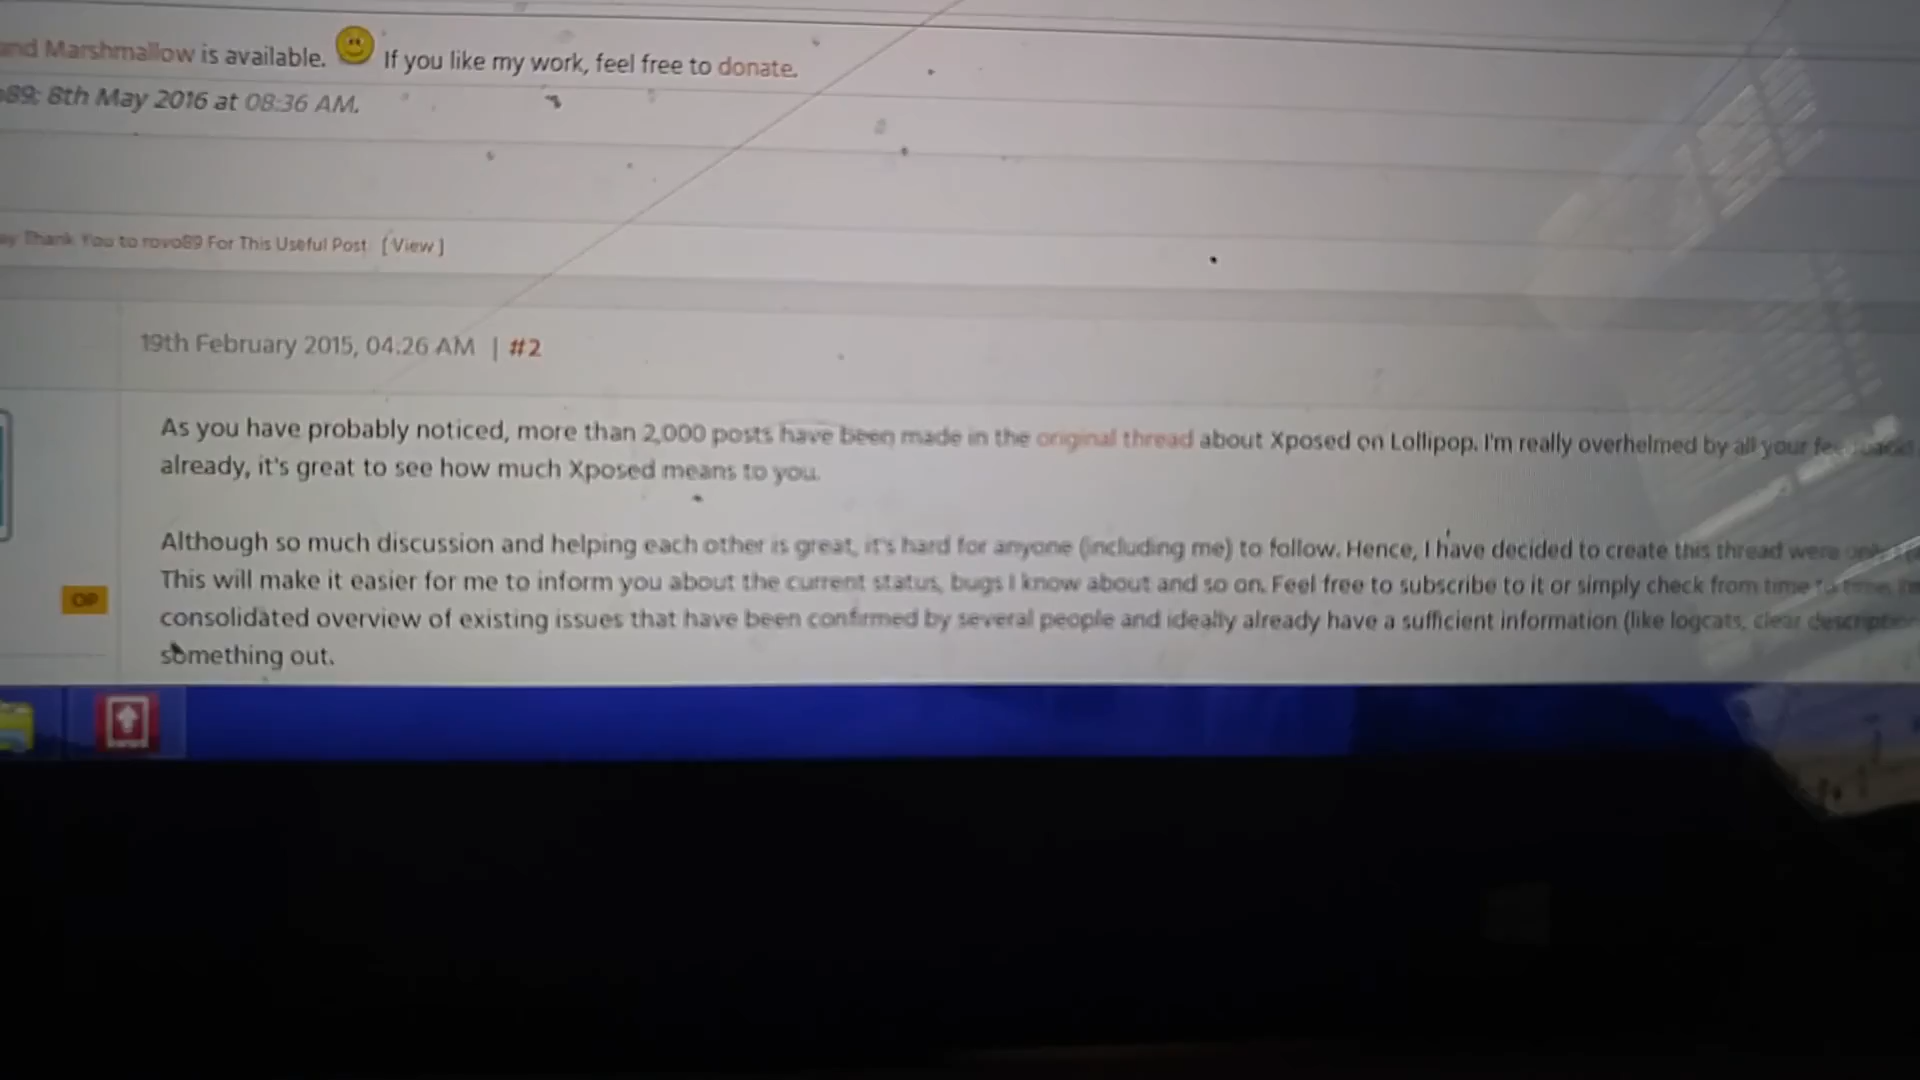 and Marshmallow is available. If you like my work, feel free to donate.
89; 8th May 2016 at 08:36 AM.
Thank You to rovo89 For This Useful Post [ View ]
19th February 2015, 04:26 AM | #2
As you have probably noticed, more than 2,000 posts have been made in the original thread about Xposed on Lollipop. I'm really overhelmed by all your
already, it's great to see how much Xposed means to you.
Although so much discussion and helping each other is great, it's hard for anyone (including me) to follow. Hence, I have decided to create this thread were only
This will make it easier for me to inform you about the current status, bugs I know about and so on. Feel free to subscribe to it or simply check from time to time.
OP
consolidated overview of existing issues that have been confirmed by several people and ideally already have a sufficient information (like logcats, clear
something out.